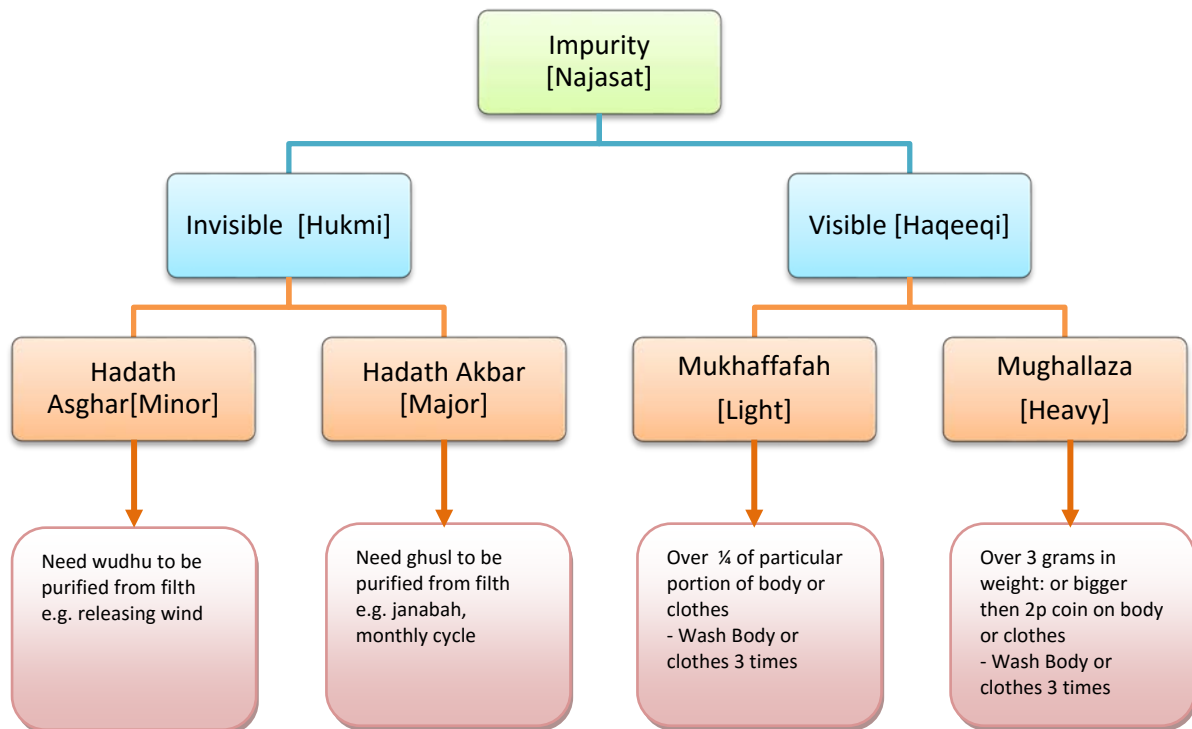 Impurity
[Najasat]
Invisible [Hukmi]
Visible [Haqeeqi]
Hadath
Asghar[Minor]
Hadath Akbar
[Major]
Mukhaffafah
[Light]
Mughallaza
[Heavy]
Need wudhu to be
purified from filth
e.g. releasing wind
Need ghusl to be
purified from filth
e.g. janabah,
monthly cycle
Over ¼ of particular
portion of body or
clothes
- Wash Body or
clothes 3 times
Over 3 grams in
weight: or bigger
then 2p coin on body
or clothes
- Wash Body or
clothes 3 times